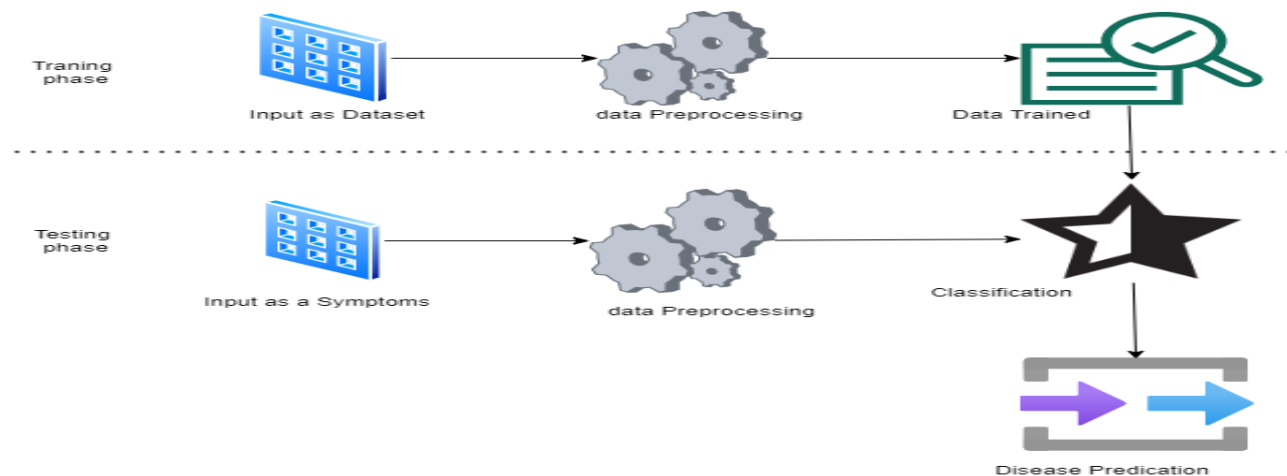 Traning
phase
Input as Dataset
data Preprocessing
Data Trained
Testing
phase
Input as a Symptoms
data Preprocessing
Classification
Disease Predication